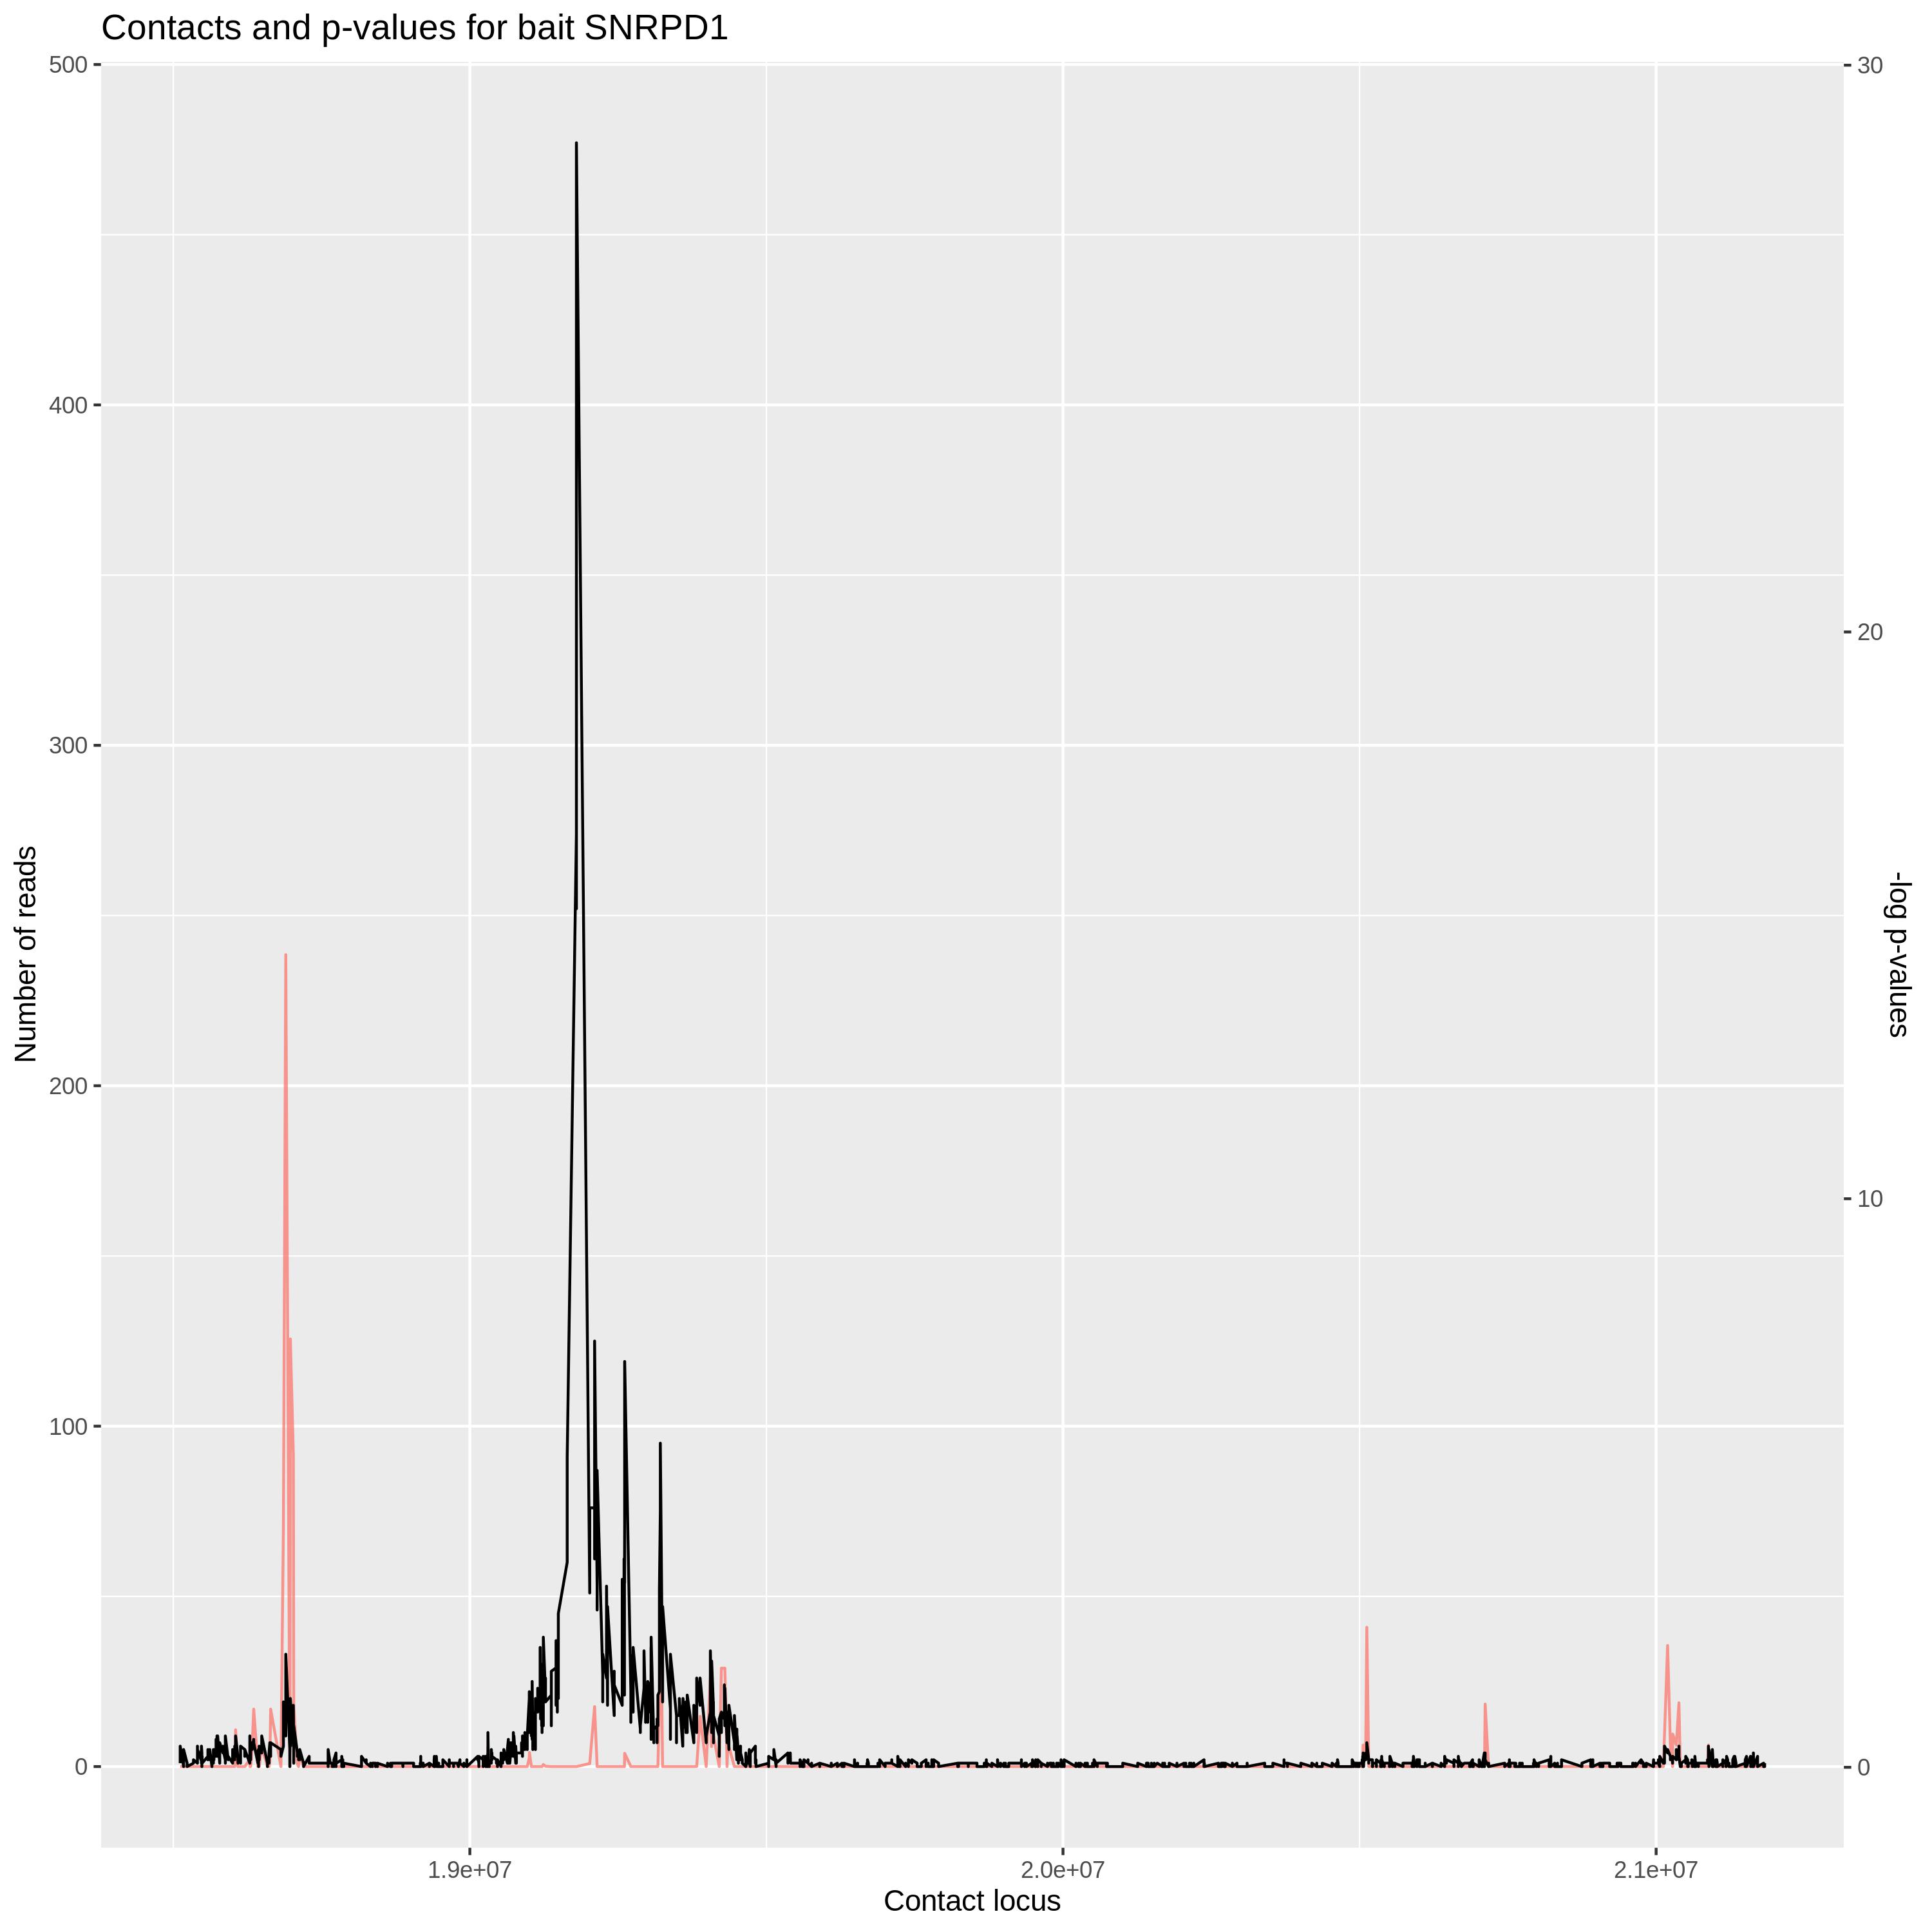 Contacts and p-values for bait SNRPD1
500
400
300
200
100
0
Number of reads
30
20
10
0
-log p-values
1.9e+07
2.0e+07
2.1e+07
Contact locus